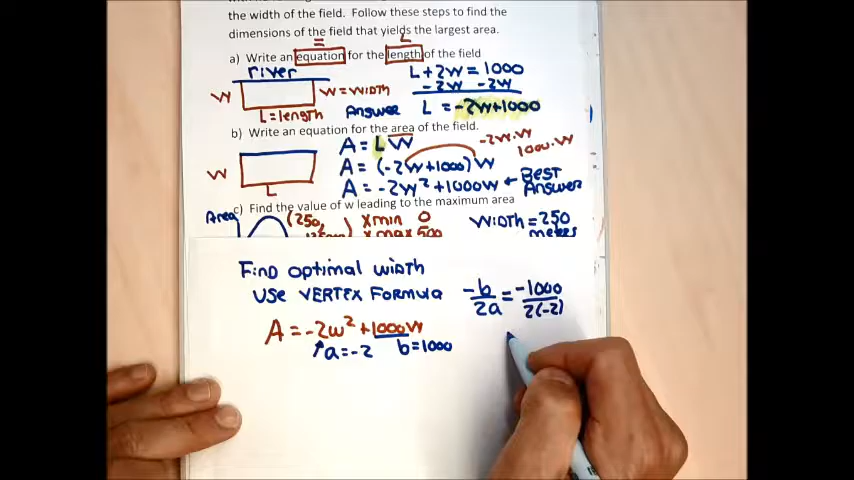 the width of the field. Follow these steps to find the
dimensions of the field that yields the largest area.
= L
a) Write an equation for the length of the field
river
W W = WIDTH
L = length
L + 2W = 1000
-2W -2W
Answer L = -2W+1000
b) Write an equation for the area of the field.
W
L
A = LW
A = (-2W+1000)W
-2W·W
1000·W
A = -2W² + 1000W ← BEST Answer
c) Find the value of w leading to the maximum area
Area
(250,
)
xmin 0
xmax 500
WIDTH = 250
meters
Find optimal WIDTH
USE VERTEX FORMULA
-b/2a = -1000/2(-2)
A = -2w² + 1000W
a = -2 b = 1000